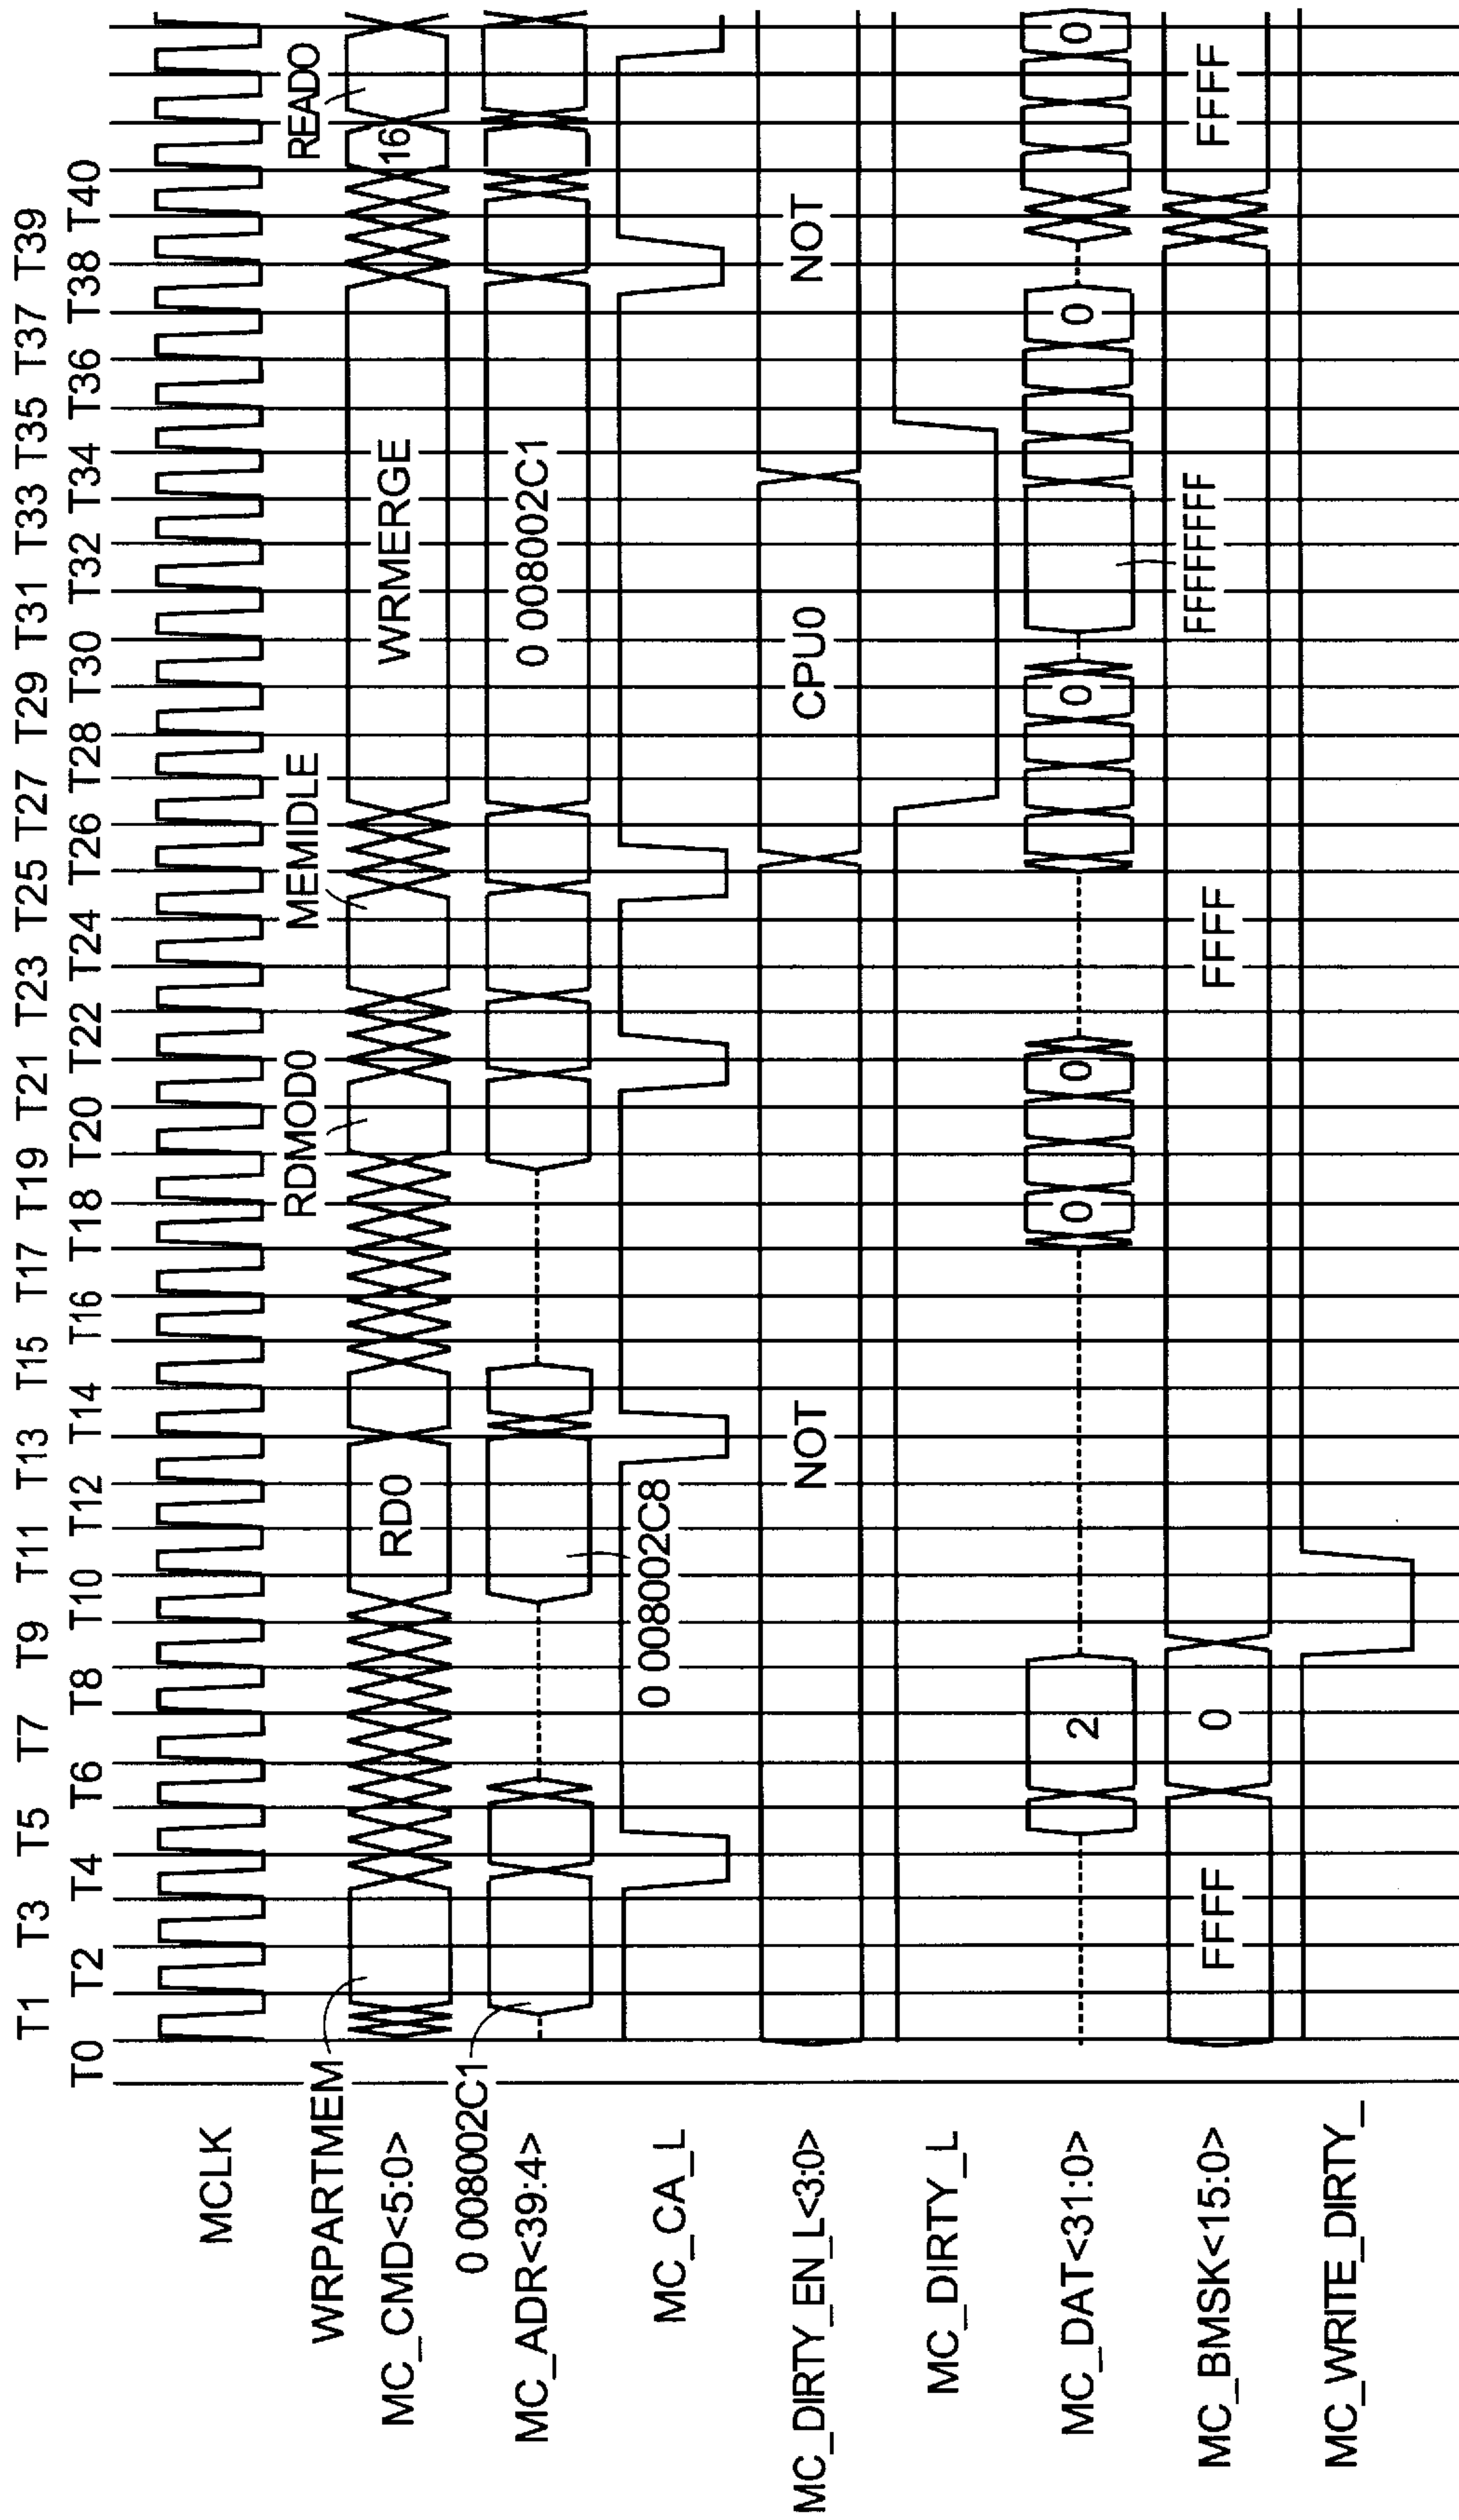 T1 T3 T5 T7 T9 T11 T13 T15 T17 T19 T21 T23 T25 T27 T29 T31 T33 T35 T37 T39
T0 T2 T4 T6 T8 T10 T12 T14 T16 T18 T20 T22 T24 T26 T28 T30 T32 T34 T36 T38 T40
MCLK
WRPARTMEM RDMOD0 MEMIDLE READO
MC_CMD<5:0> RD0 WRMERGE 16
0 008002C1
MC_ADR<39:4> 0 008002C1
0 008002C8
MC_CA_L
MC_DIRTY_EN_L<3:0> NOT CPU0 NOT
MC_DIRTY_L
MC_DAT<31:0> 2 0 0 0 0 0
FFFFFFFF
MC_BMSK<15:0> FFFF 0 FFFF FFFF
MC_WRITE_DIRTY_